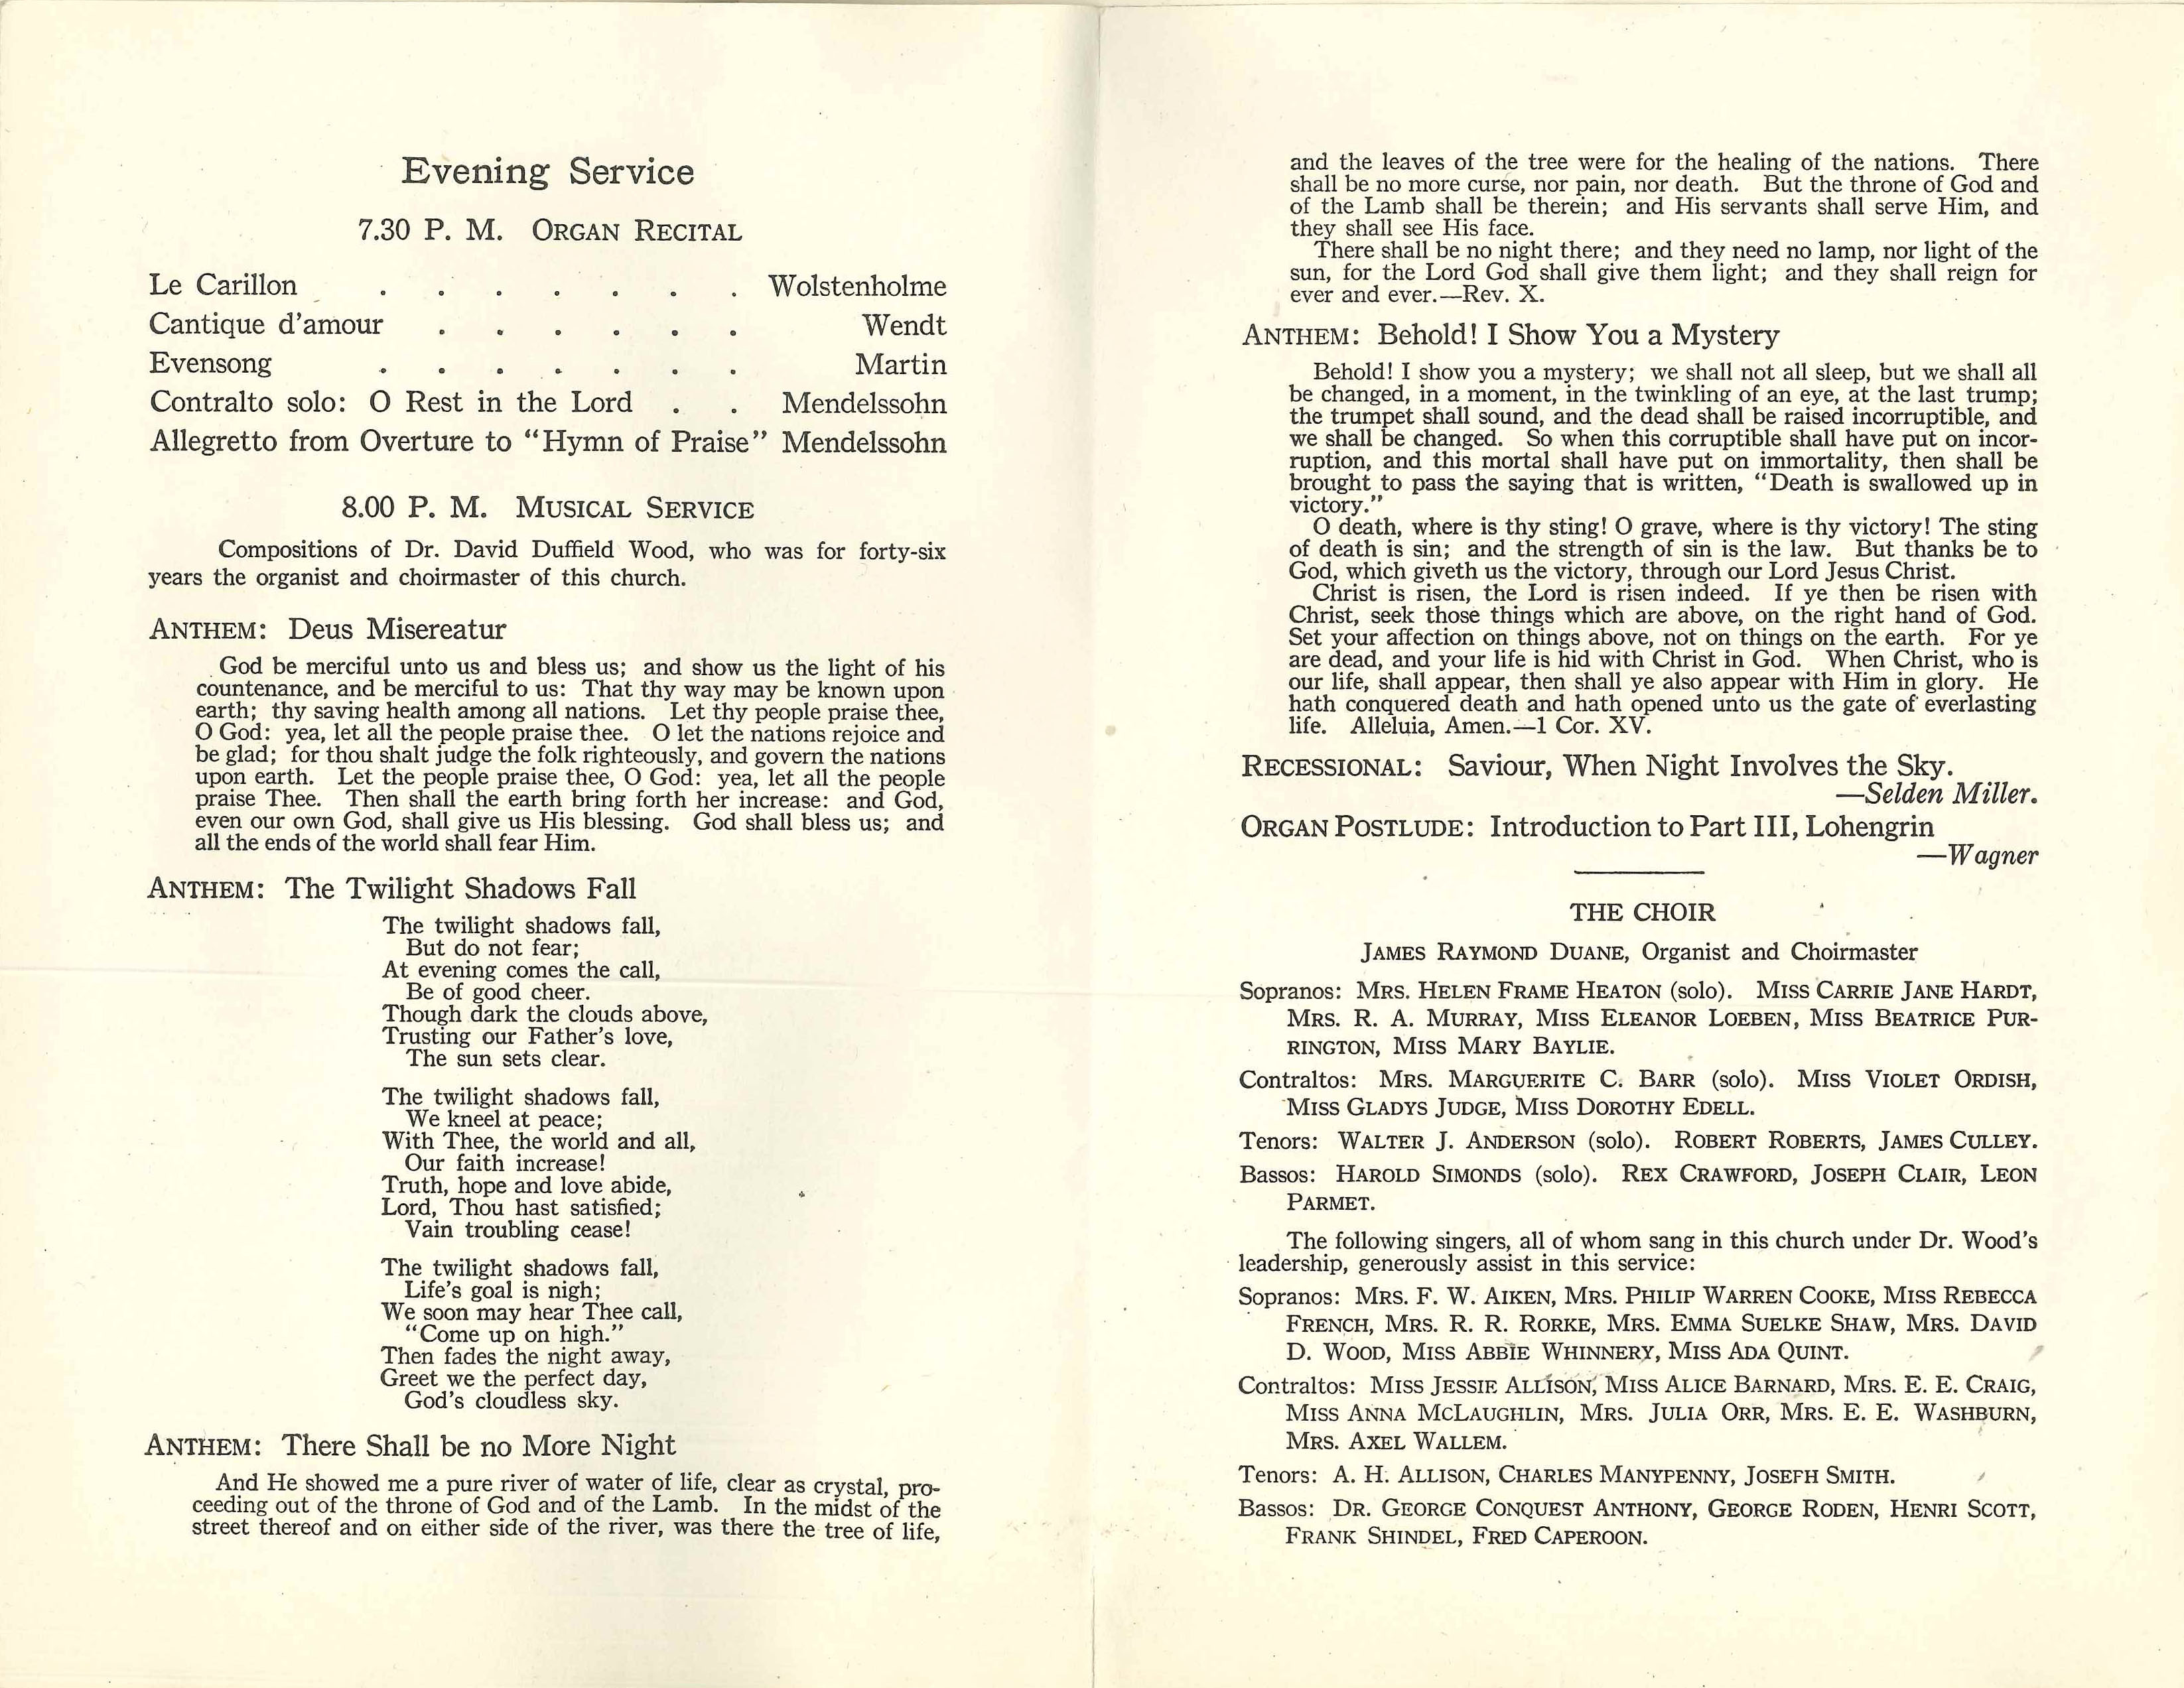 Evening Service
7.30 P. M. ORGAN RECITAL
Le Carillon . . . . . . . Wolstenholme
Cantique d'amour . . . . . . Wendt
Evensong . . . . . . . Martin
Contralto solo: O Rest in the Lord . . Mendelssohn
Allegretto from Overture to "Hymn of Praise" Mendelssohn
8.00 P. M. MUSICAL SERVICE
Compositions of Dr. David Duffield Wood, who was for forty-six
years the organist and choirmaster of this church.
ANTHEM: Deus Misereatur
God be merciful unto us and bless us; and show us the light of his
countenance, and be merciful to us: That thy way may be known upon
earth; thy saving health among all nations. Let thy people praise thee,
O God: yea, let all the people praise thee. O let the nations rejoice and
be glad; for thou shalt judge the folk righteously, and govern the nations
upon earth. Let the people praise thee, O God: yea, let all the people
praise Thee. Then shall the earth bring forth her increase: and God,
even our own God, shall give us His blessing. God shall bless us; and
all the ends of the world shall fear Him.
ANTHEM: The Twilight Shadows Fall
The twilight shadows fall,
But do not fear;
At evening comes the call,
Be of good cheer.
Though dark the clouds above,
Trusting our Father's love,
The sun sets clear.
The twilight shadows fall,
We kneel at peace;
With Thee, the world and all,
Our faith increase!
Truth, hope and love abide,
Lord, Thou hast satisfied;
Vain troubling cease!
The twilight shadows fall,
Life's goal is nigh;
We soon may hear Thee call,
"Come up on high."
Then fades the night away,
Greet we the perfect day,
God's cloudless sky.
ANTHEM: There Shall be no More Night
And He showed me a pure river of water of life, clear as crystal, pro-
ceeding out of the throne of God and of the Lamb. In the midst of the
street thereof and on either side of the river, was there the tree of life,
and the leaves of the tree were for the healing of the nations. There
shall be no more curse, nor pain, nor death. But the throne of God and
of the Lamb shall be therein; and His servants shall serve Him, and
they shall see His face.
There shall be no night there; and they need no lamp, nor light of the
sun, for the Lord God shall give them light; and they shall reign for
ever and ever.—Rev. X.
ANTHEM: Behold! I Show You a Mystery
Behold! I show you a mystery; we shall not all sleep, but we shall all
be changed, in a moment, in the twinkling of an eye, at the last trump;
the trumpet shall sound, and the dead shall be raised incorruptible, and
we shall be changed. So when this corruptible shall have put on incor-
ruption, and this mortal shall have put on immortality, then shall be
brought to pass the saying that is written, "Death is swallowed up in
victory."
O death, where is thy sting! O grave, where is thy victory! The sting
of death is sin; and the strength of sin is the law. But thanks be to
God, which giveth us the victory, through our Lord Jesus Christ.
Christ is risen, the Lord is risen indeed. If ye then be risen with
Christ, seek those things which are above, on the right hand of God.
Set your affection on things above, not on things on the earth. For ye
are dead, and your life is hid with Christ in God. When Christ, who is
our life, shall appear, then shall ye also appear with Him in glory. He
hath conquered death and hath opened unto us the gate of everlasting
life. Alleluia, Amen.—1 Cor. XV.
RECESSIONAL: Saviour, When Night Involves the Sky.
—Selden Miller.
ORGAN POSTLUDE: Introduction to Part III, Lohengrin
—Wagner
THE CHOIR
JAMES RAYMOND DUANE, Organist and Choirmaster
Sopranos: MRS. HELEN FRAME HEATON (solo). MISS CARRIE JANE HARDT,
MRS. R. A. MURRAY, MISS ELEANOR LOEBEN, MISS BEATRICE PUR-
RINGTON, MISS MARY BAYLIE.
Contraltos: MRS. MARGUERITE C. BARR (solo). MISS VIOLET ORDISH,
MISS GLADYS JUDGE, MISS DOROTHY EDELL.
Tenors: WALTER J. ANDERSON (solo). ROBERT ROBERTS, JAMES CULLEY.
Bassos: HAROLD SIMONDS (solo). REX CRAWFORD, JOSEPH CLAIR, LEON
PARMET.
The following singers, all of whom sang in this church under Dr. Wood's
leadership, generously assist in this service:
Sopranos: MRS. F. W. AIKEN, MRS. PHILIP WARREN COOKE, MISS REBECCA
FRENCH, MRS. R. R. RORKE, MRS. EMMA SUELKE SHAW, MRS. DAVID
D. WOOD, MISS ABBIE WHINNERY, MISS ADA QUINT.
Contraltos: MISS JESSIE ALLISON, MISS ALICE BARNARD, MRS. E. E. CRAIG,
MISS ANNA MCLAUGHLIN, MRS. JULIA ORR, MRS. E. E. WASHBURN,
MRS. AXEL WALLEM.
Tenors: A. H. ALLISON, CHARLES MANYPENNY, JOSEFH SMITH.
Bassos: DR. GEORGE CONQUEST ANTHONY, GEORGE RODEN, HENRI SCOTT,
FRANK SHINDEL, FRED CAPEROON.